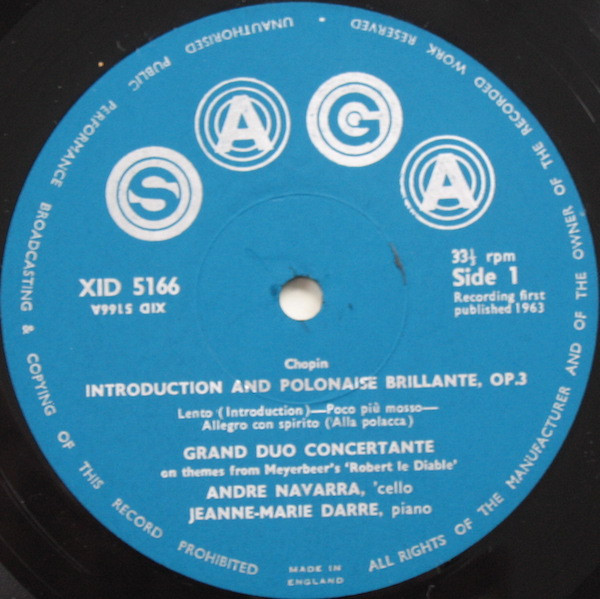 ALL RIGHTS OF THE MANUFACTURER AND OF THE OWNER OF THE RECORDED WORK RESERVED
UNAUTHORISED PUBLIC PERFORMANCE BROADCASTING & COPYING OF THIS RECORD PROHIBITED
SAGA
XID 5166
XID 5166A
33⅓ rpm
Side 1
Recording first
published 1963
Chopin
INTRODUCTION AND POLONAISE BRILLANTE, OP.3
Lento (Introduction)—Poco più mosso—
Allegro con spirito ('Alla polacca)
GRAND DUO CONCERTANTE
on themes from Meyerbeer's 'Robert le Diable'
ANDRE NAVARRA, 'cello
JEANNE-MARIE DARRE, piano
MADE IN
ENGLAND